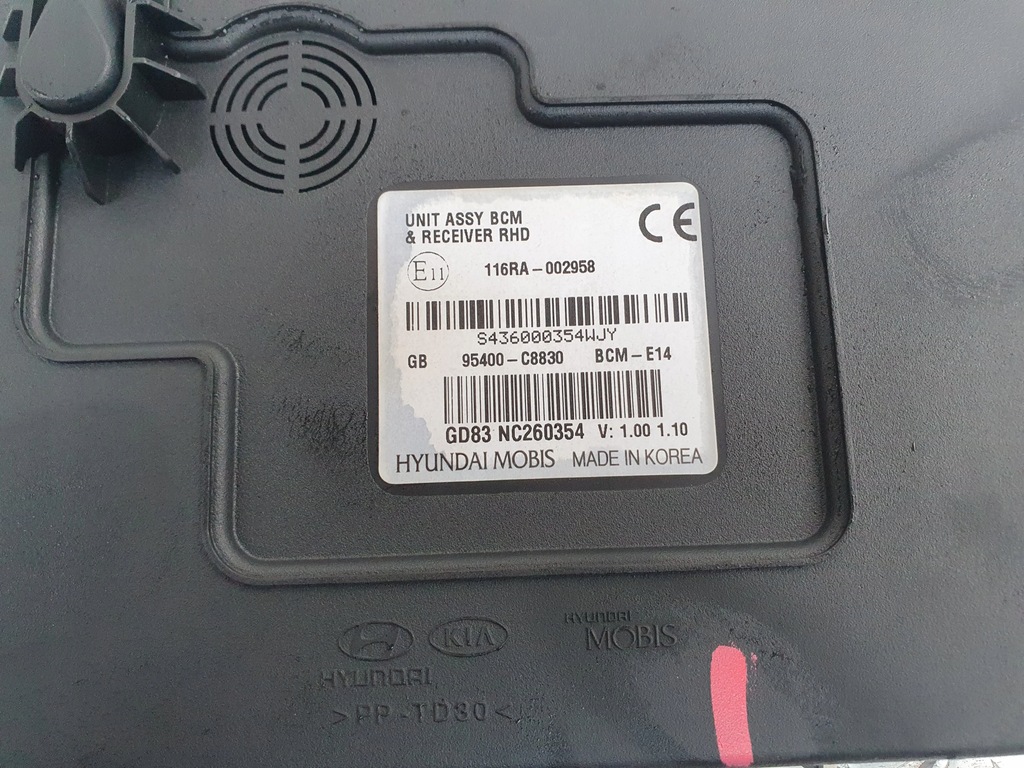 UNIT ASSY BCM
& RECEIVER RHD
CE
E11 116RA-002958
S436000354WJY
GB 95400-C8830 BCM-E14
GD83 NC260354 V: 1.00 1.10
HYUNDAI MOBIS MADE IN KOREA
KIA
HYUNDAI
MOBIS
HYUNDAI
>PP-TD30<